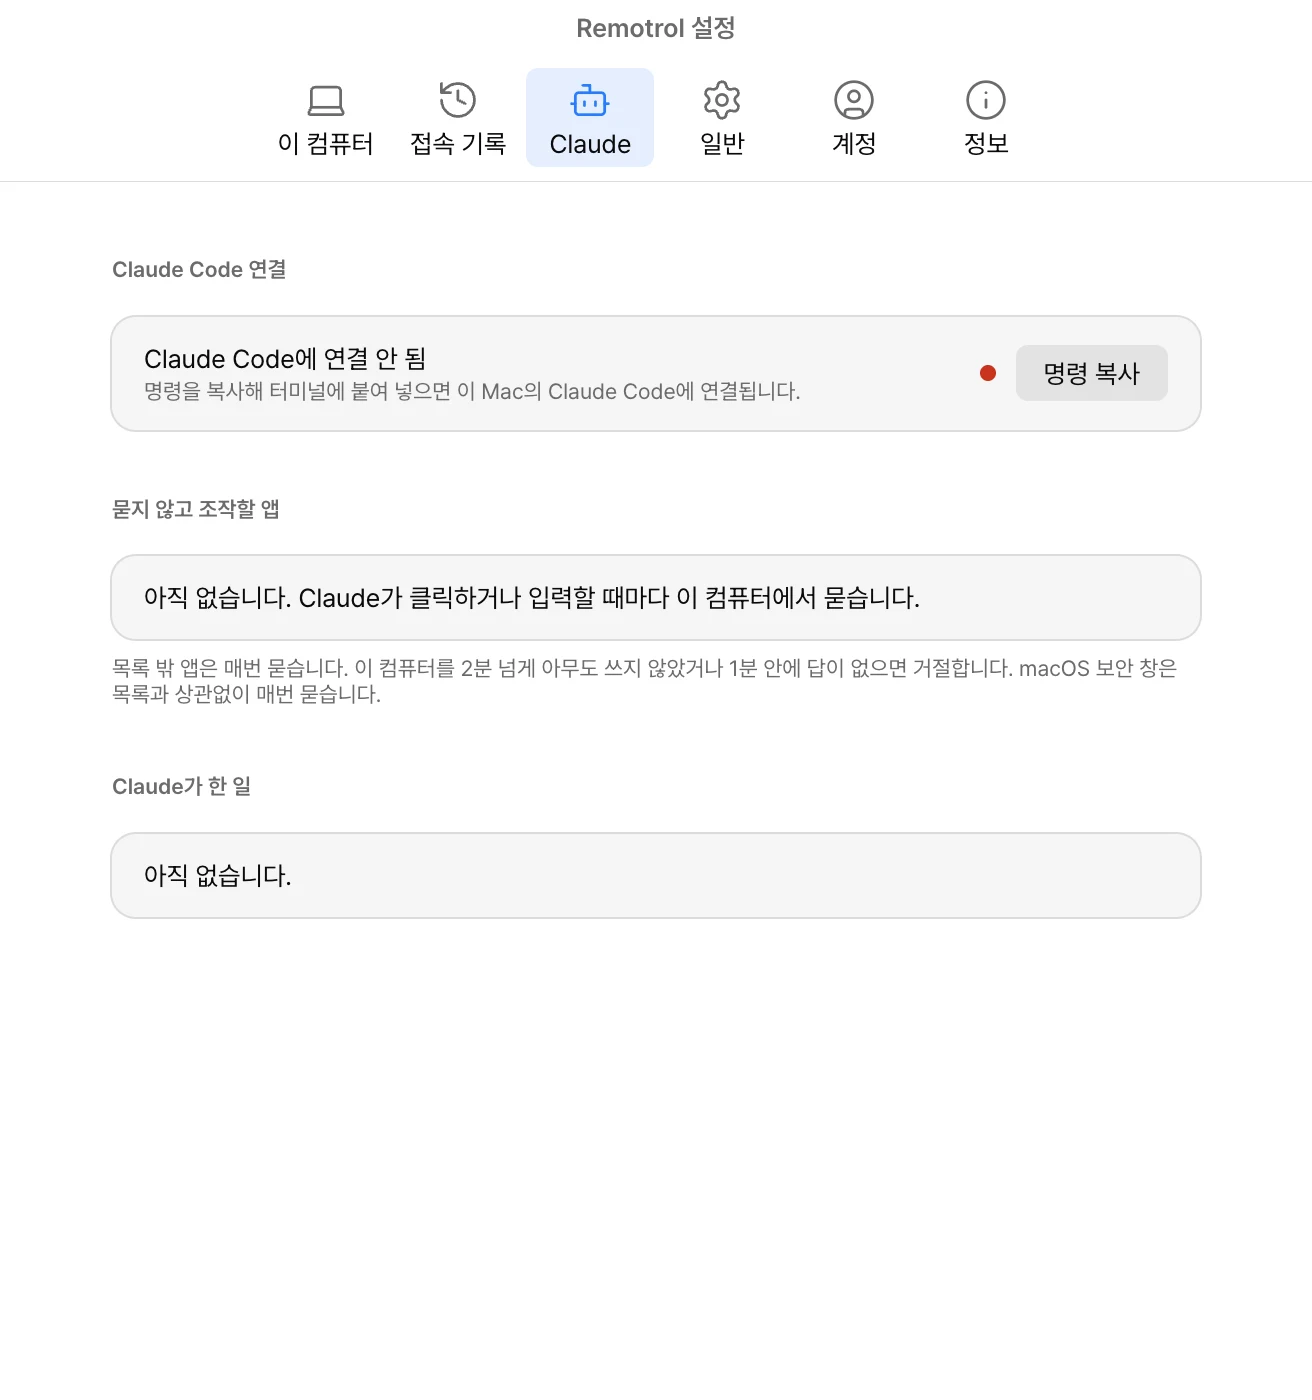 Remotrol 설정
이 컴퓨터
접속 기록
Claude
일반
계정
정보
Claude Code 연결
Claude Code에 연결 안 됨
명령을 복사해 터미널에 붙여 넣으면 이 Mac의 Claude Code에 연결됩니다.
명령 복사
묻지 않고 조작할 앱
아직 없습니다. Claude가 클릭하거나 입력할 때마다 이 컴퓨터에서 묻습니다.
목록 밖 앱은 매번 묻습니다. 이 컴퓨터를 2분 넘게 아무도 쓰지 않았거나 1분 안에 답이 없으면 거절합니다. macOS 보안 창은
목록과 상관없이 매번 묻습니다.
Claude가 한 일
아직 없습니다.